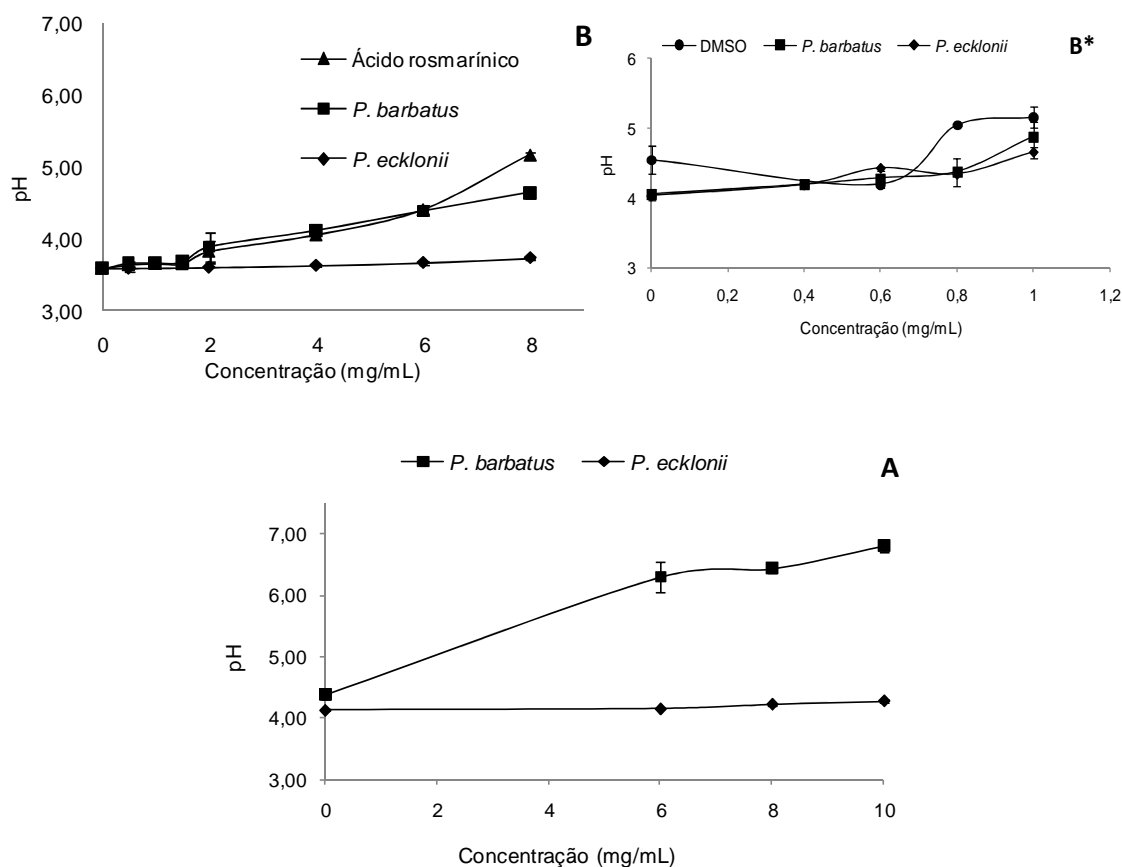 B
7,00
6,00
5,00
4,00
3,00
pH
Ácido rosmarínico
P. barbatus
P. ecklonii
0 2 4 6 8
Concentração (mg/mL)
DMSO P. barbatus P. ecklonii
B*
6
5
4
3
pH
0 0,2 0,4 0,6 0,8 1 1,2
Concentração (mg/mL)
P. barbatus P. ecklonii
A
7,00
6,00
5,00
4,00
3,00
pH
0 2 4 6 8 10
Concentração (mg/mL)